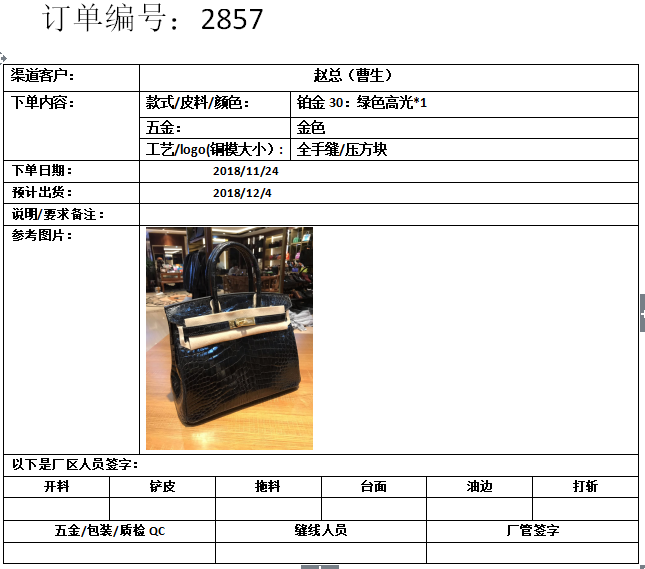 订单编号：2857
渠道客户： 赵总（曹生）
下单内容： 款式/皮料/颜色： 铂金 30：绿色高光*1
五金： 金色
工艺/logo(铜模大小）: 全手缝/压方块
下单日期： 2018/11/24
预计出货： 2018/12/4
说明/要求备注：
参考图片：
以下是厂区人员签字：
开料 铲皮 拖料 台面 油边 打斩
五金/包装/质检 QC 缝线人员 厂管签字